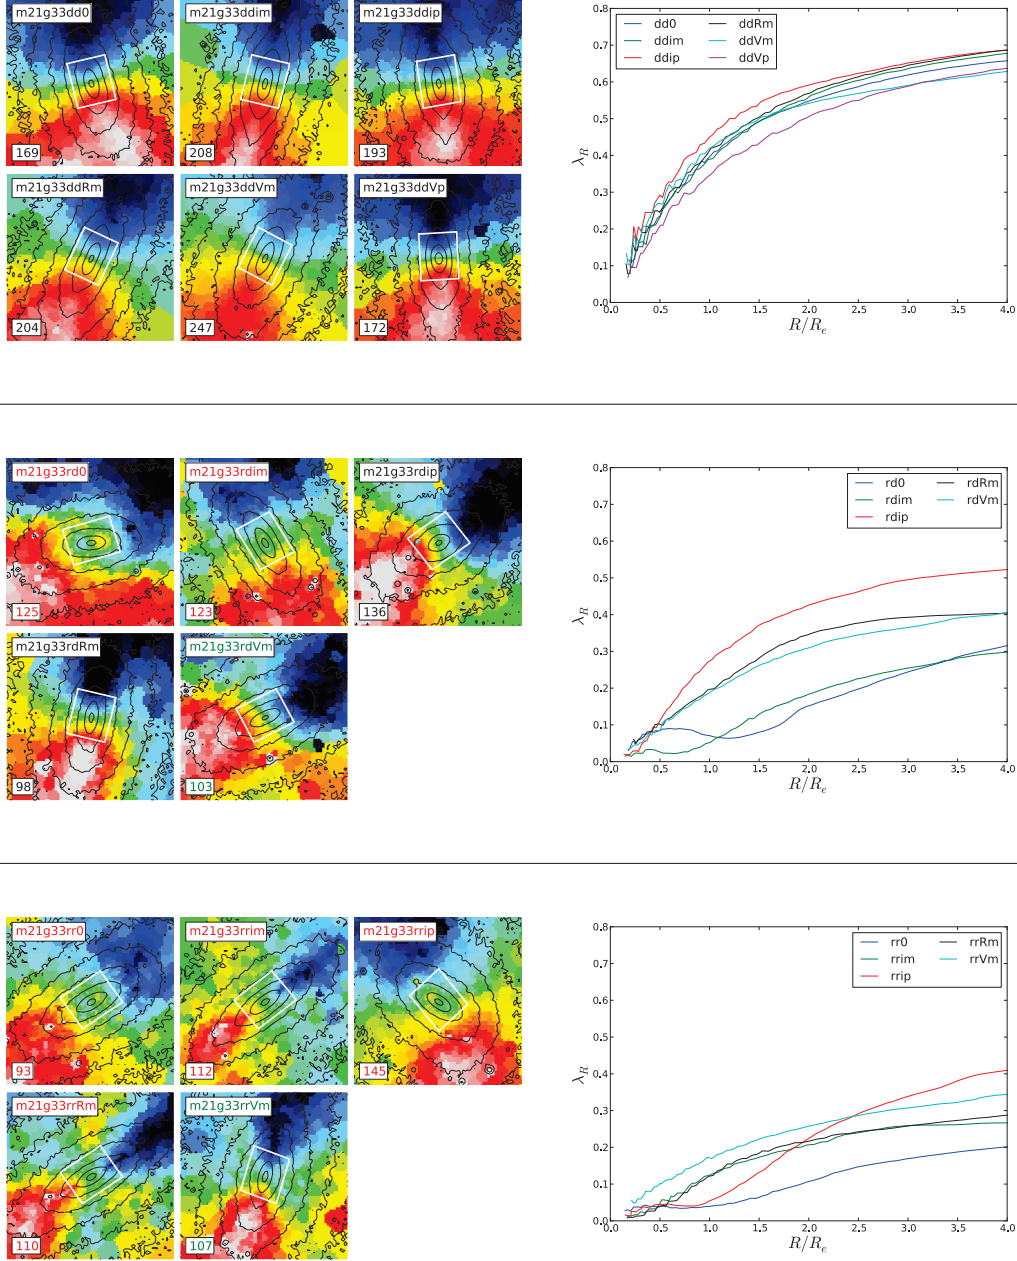 m21g33dd0 m21g33ddim m21g33ddip
169 208 193
m21g33ddRm m21g33ddVm m21g33ddVp
204 247 172
0.8
0.7
0.6
0.5
0.4
0.3
0.2
0.1
0.0
λ_R
dd0 ddRm
ddim ddVm
ddip ddVp
0.0 0.5 1.0 1.5 2.0 2.5 3.0 3.5 4.0
R/R_e
m21g33rd0 m21g33rdim m21g33rdip
125 123 136
m21g33rdRm m21g33rdVm
98 103
0.8
0.7
0.6
0.5
0.4
0.3
0.2
0.1
0.0
λ_R
rd0 rdRm
rdim rdVm
rdip
0.0 0.5 1.0 1.5 2.0 2.5 3.0 3.5 4.0
R/R_e
m21g33rr0 m21g33rrim m21g33rrip
93 112 145
m21g33rrRm m21g33rrVm
110 107
0.8
0.7
0.6
0.5
0.4
0.3
0.2
0.1
0.0
λ_R
rr0 rrRm
rrim rrVm
rrip
0.0 0.5 1.0 1.5 2.0 2.5 3.0 3.5 4.0
R/R_e